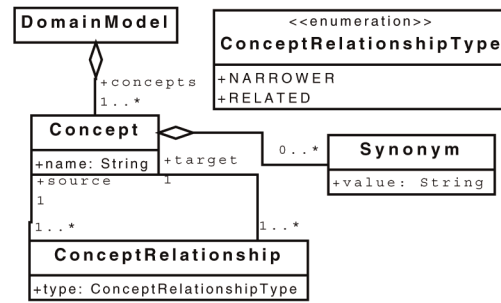 DomainModel
<<enumeration>>
ConceptRelationshipType
+NARROWER
+RELATED
+concepts
1..*
Concept
+name: String
+target
1
0..*
Synonym
+value: String
+source
1
1..*
1..*
ConceptRelationship
+type: ConceptRelationshipType